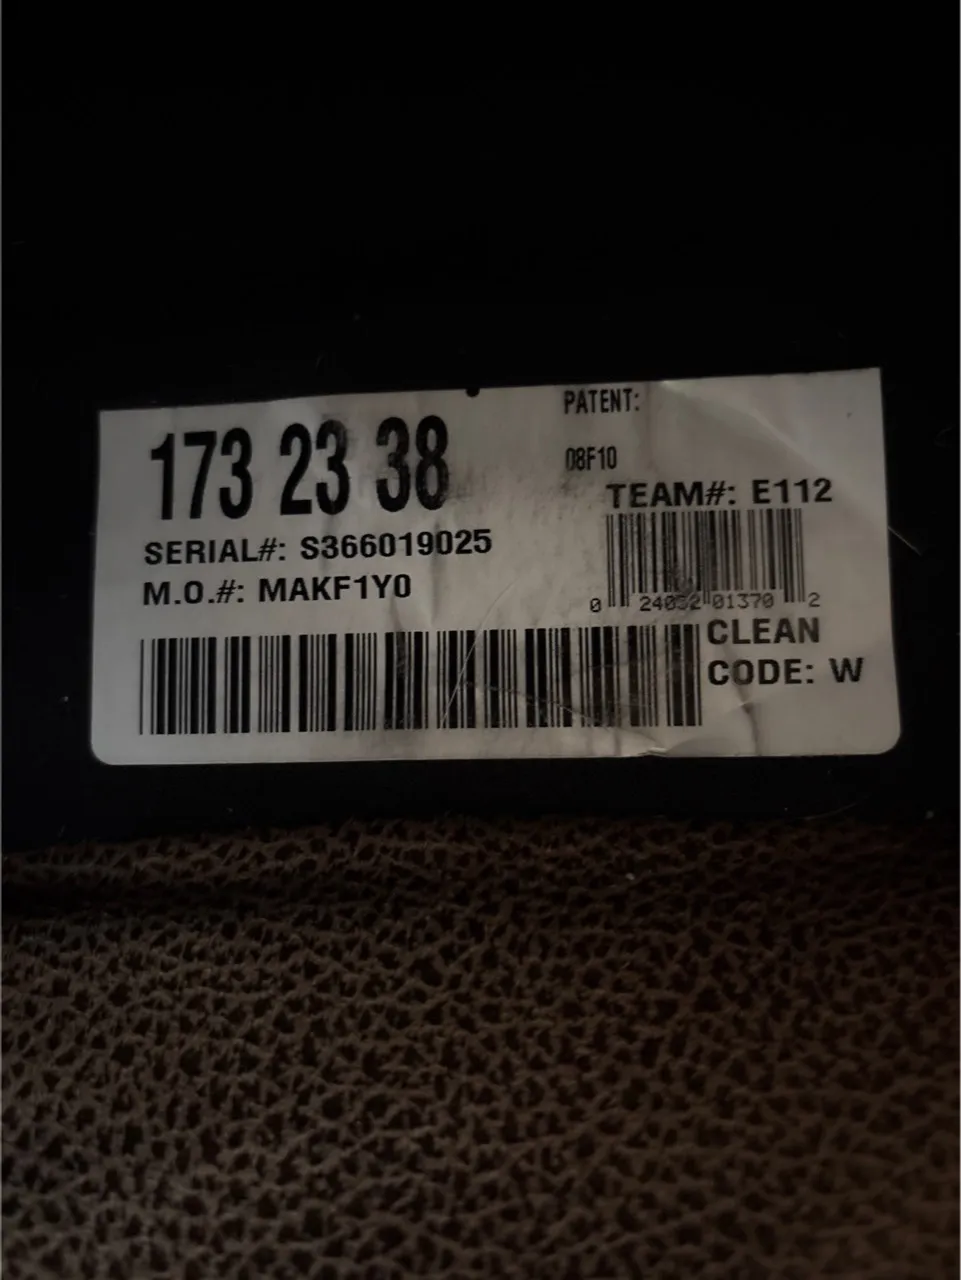 173 23 38
PATENT:
08F10
TEAM#: E112
SERIAL#: S366019025
M.O.#: MAKF1Y0
0 24052 01370 2
CLEAN
CODE: W